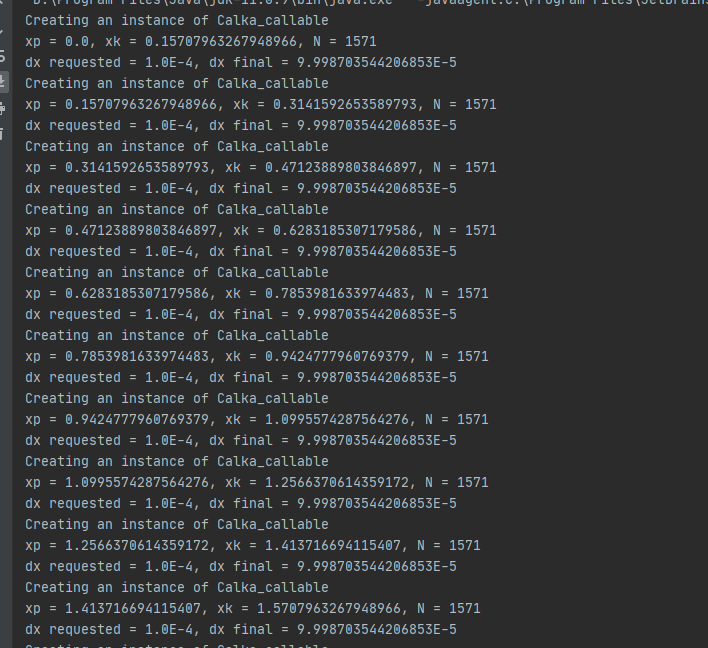 Creating an instance of Calka_callable
xp = 0.0, xk = 0.15707963267948966, N = 1571
dx requested = 1.0E-4, dx final = 9.998703544206853E-5
Creating an instance of Calka_callable
xp = 0.15707963267948966, xk = 0.3141592653589793, N = 1571
dx requested = 1.0E-4, dx final = 9.998703544206853E-5
Creating an instance of Calka_callable
xp = 0.3141592653589793, xk = 0.47123889803846897, N = 1571
dx requested = 1.0E-4, dx final = 9.998703544206853E-5
Creating an instance of Calka_callable
xp = 0.47123889803846897, xk = 0.6283185307179586, N = 1571
dx requested = 1.0E-4, dx final = 9.998703544206853E-5
Creating an instance of Calka_callable
xp = 0.6283185307179586, xk = 0.7853981633974483, N = 1571
dx requested = 1.0E-4, dx final = 9.998703544206853E-5
Creating an instance of Calka_callable
xp = 0.7853981633974483, xk = 0.9424777960769379, N = 1571
dx requested = 1.0E-4, dx final = 9.998703544206853E-5
Creating an instance of Calka_callable
xp = 0.9424777960769379, xk = 1.0995574287564276, N = 1571
dx requested = 1.0E-4, dx final = 9.998703544206853E-5
Creating an instance of Calka_callable
xp = 1.0995574287564276, xk = 1.2566370614359172, N = 1571
dx requested = 1.0E-4, dx final = 9.998703544206853E-5
Creating an instance of Calka_callable
xp = 1.2566370614359172, xk = 1.413716694115407, N = 1571
dx requested = 1.0E-4, dx final = 9.998703544206853E-5
Creating an instance of Calka_callable
xp = 1.413716694115407, xk = 1.5707963267948966, N = 1571
dx requested = 1.0E-4, dx final = 9.998703544206853E-5